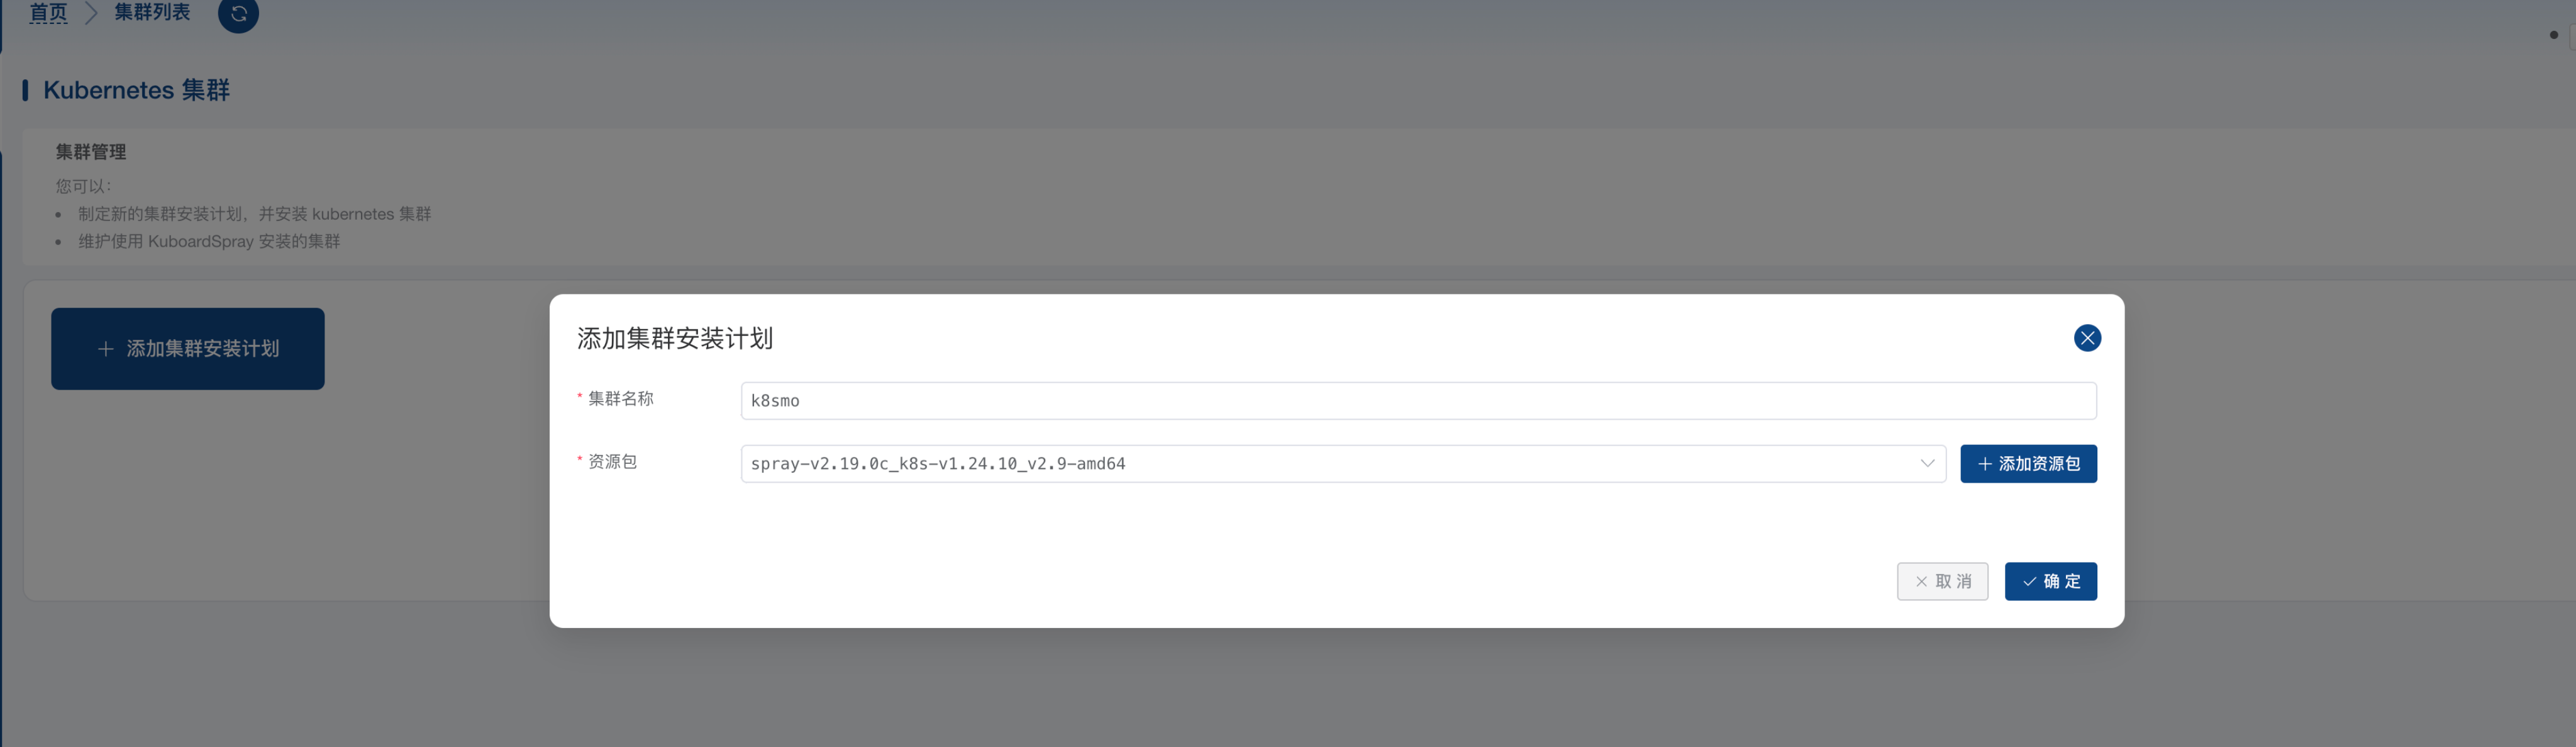 首页 集群列表
Kubernetes 集群
集群管理
您可以：
制定新的集群安装计划，并安装 kubernetes 集群
维护使用 KuboardSpray 安装的集群
添加集群安装计划
添加集群安装计划
* 集群名称 k8smo
* 资源包 spray-v2.19.0c_k8s-v1.24.10_v2.9-amd64 添加资源包
取 消 确 定